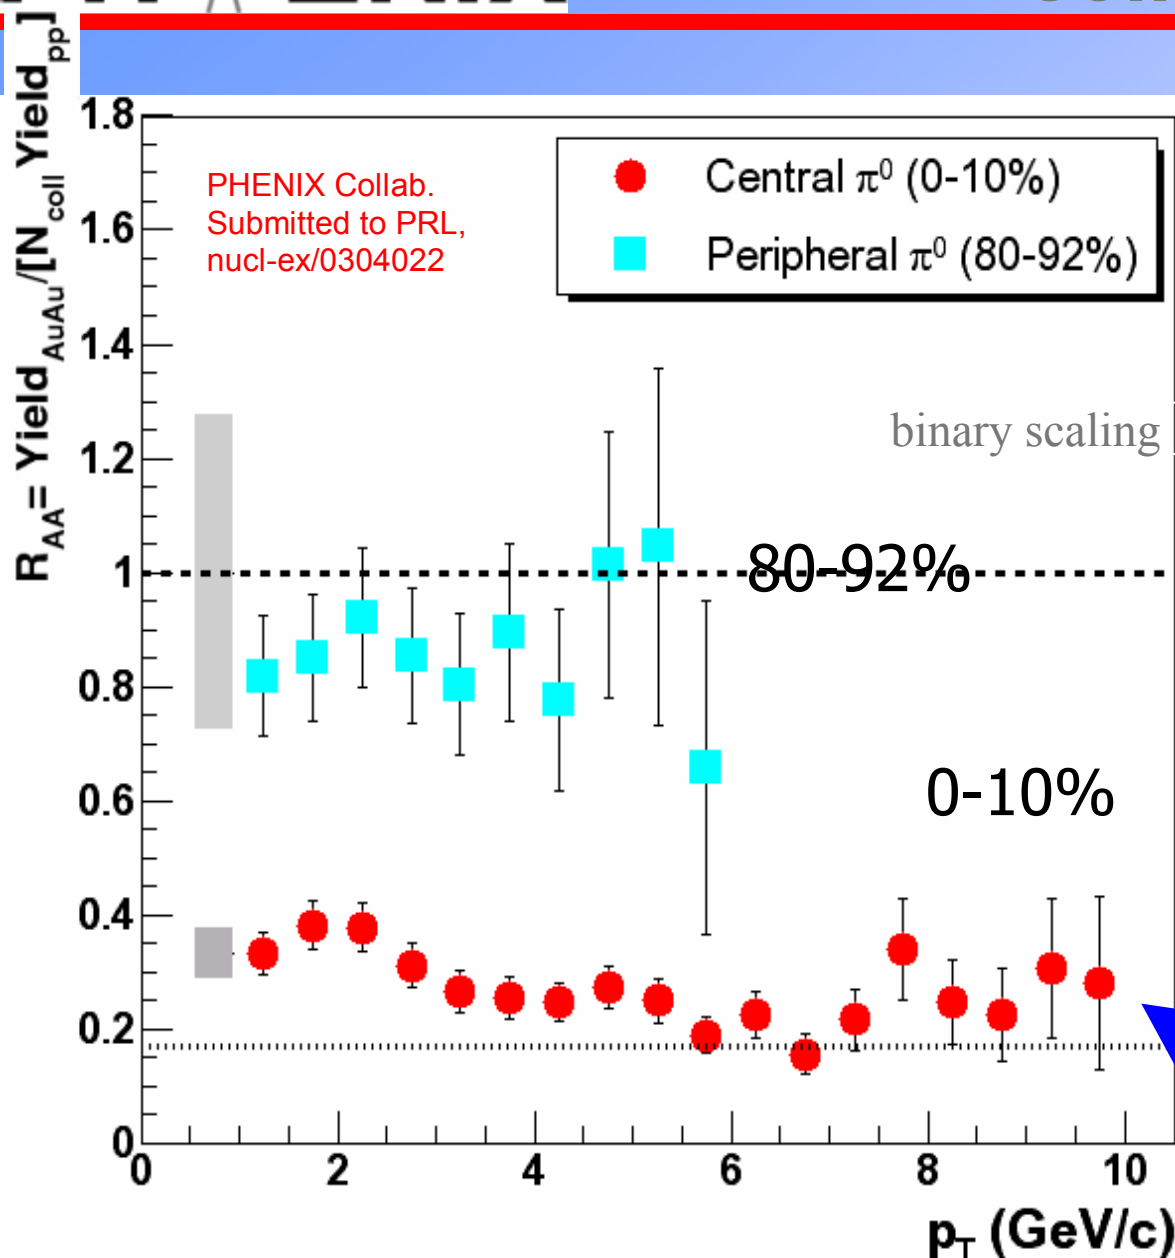 R_AA= Yield_AuAu/[N_coll Yield_pp]
1.8
1.6
1.4
1.2
1
0.8
0.6
0.4
0.2
0
PHENIX Collab.
Submitted to PRL,
nucl-ex/0304022
Central π⁰ (0-10%)
Peripheral π⁰ (80-92%)
binary scaling
80-92%
0-10%
0
2
4
6
8
10
p_T (GeV/c)